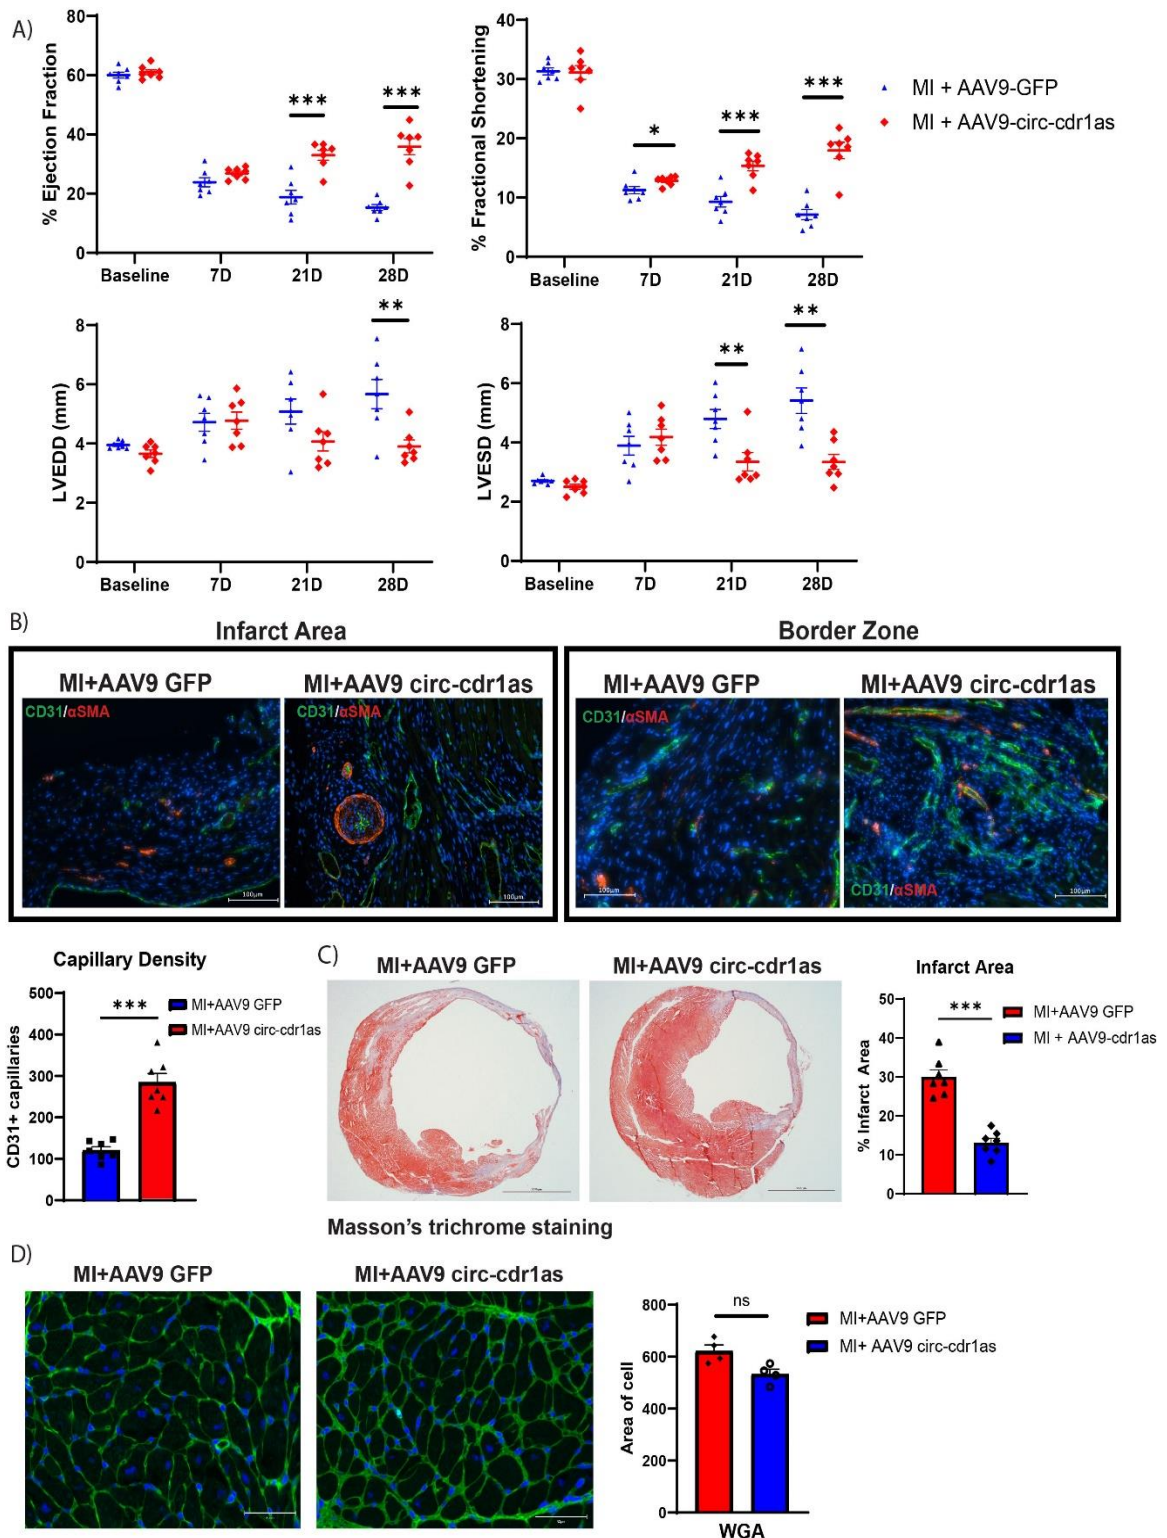 A)
% Ejection Fraction
80
60
40
20
0
Baseline 7D 21D 28D
*** ***
% Fractional Shortening
40
30
20
10
0
Baseline 7D 21D 28D
* *** ***
MI + AAV9-GFP
MI + AAV9-circ-cdr1as
LVEDD (mm)
8
6
4
2
0
Baseline 7D 21D 28D
**
LVESD (mm)
8
6
4
2
0
Baseline 7D 21D 28D
** **
B)
Infarct Area
MI+AAV9 GFP MI+AAV9 circ-cdr1as
CD31/αSMA CD31/αSMA
100µm 100µm
Border Zone
MI+AAV9 GFP MI+AAV9 circ-cdr1as
CD31/αSMA
CD31/αSMA
100µm 100µm
Capillary Density
CD31+ capillaries
500
400
300
200
100
0
***
MI+AAV9 GFP
MI+AAV9 circ-cdr1as
C)
MI+AAV9 GFP MI+AAV9 circ-cdr1as
Masson's trichrome staining
Infarct Area
% Infarct Area
50
40
30
20
10
0
***
MI+AAV9 GFP
MI + AAV9-cdr1as
D)
MI+AAV9 GFP MI+AAV9 circ-cdr1as
Area of cell
800
600
400
200
0
ns
WGA
MI+AAV9 GFP
MI+ AAV9 circ-cdr1as